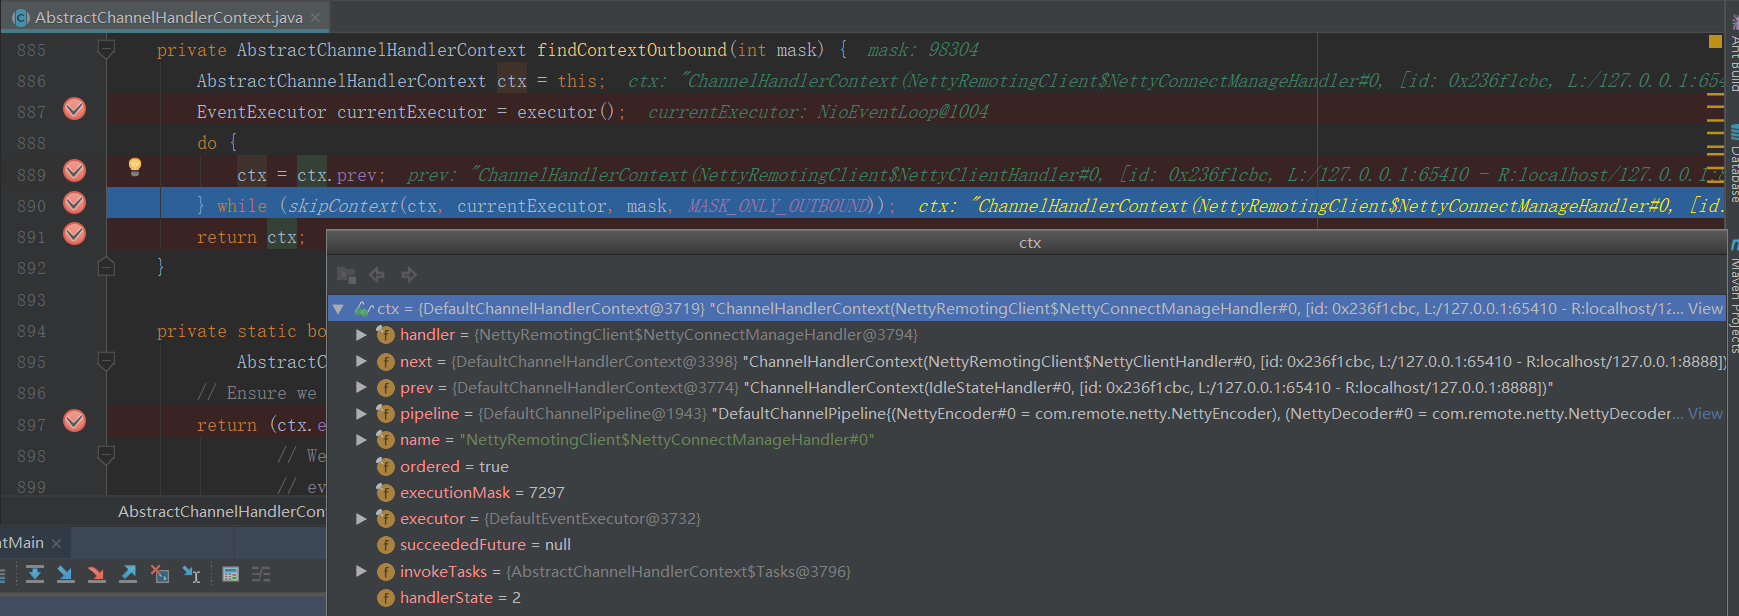 AbstractChannelHandlerContext.java
885 private AbstractChannelHandlerContext findContextOutbound(int mask) { mask: 98304
886 AbstractChannelHandlerContext ctx = this; ctx: "ChannelHandlerContext(NettyRemotingClient$NettyConnectManageHandler#0, [id: 0x236f1cbc, L:/127.0.0.1:654
887 EventExecutor currentExecutor = executor(); currentExecutor: NioEventLoop@1004
888 do {
889 ctx = ctx.prev; prev: "ChannelHandlerContext(NettyRemotingClient$NettyClientHandler#0, [id: 0x236f1cbc, L:/127.0.0.1:65410 - R:localhost/127.0.0.1:8
890 } while (skipContext(ctx, currentExecutor, mask, MASK_ONLY_OUTBOUND)); ctx: "ChannelHandlerContext(NettyRemotingClient$NettyConnectManageHandler#0, [id:
891 return ctx;
892 }
893
894 private static bo
895 AbstractC
896 // Ensure we
897 return (ctx.e
898 // We
899 // ev
AbstractChannelHandlerCon
ctx
ctx = {DefaultChannelHandlerContext@3719} "ChannelHandlerContext(NettyRemotingClient$NettyConnectManageHandler#0, [id: 0x236f1cbc, L:/127.0.0.1:65410 - R:localhost/12... View
handler = {NettyRemotingClient$NettyConnectManageHandler@3794}
next = {DefaultChannelHandlerContext@3398} "ChannelHandlerContext(NettyRemotingClient$NettyClientHandler#0, [id: 0x236f1cbc, L:/127.0.0.1:65410 - R:localhost/127.0.0.1:8888])
prev = {DefaultChannelHandlerContext@3774} "ChannelHandlerContext(IdleStateHandler#0, [id: 0x236f1cbc, L:/127.0.0.1:65410 - R:localhost/127.0.0.1:8888])"
pipeline = {DefaultChannelPipeline@1943} "DefaultChannelPipeline{(NettyEncoder#0 = com.remote.netty.NettyEncoder), (NettyDecoder#0 = com.remote.netty.NettyDecoder... View
name = "NettyRemotingClient$NettyConnectManageHandler#0"
ordered = true
executionMask = 7297
executor = {DefaultEventExecutor@3732}
succeededFuture = null
invokeTasks = {AbstractChannelHandlerContext$Tasks@3796}
handlerState = 2
ntMain
Ant Build
Database
Maven Projects